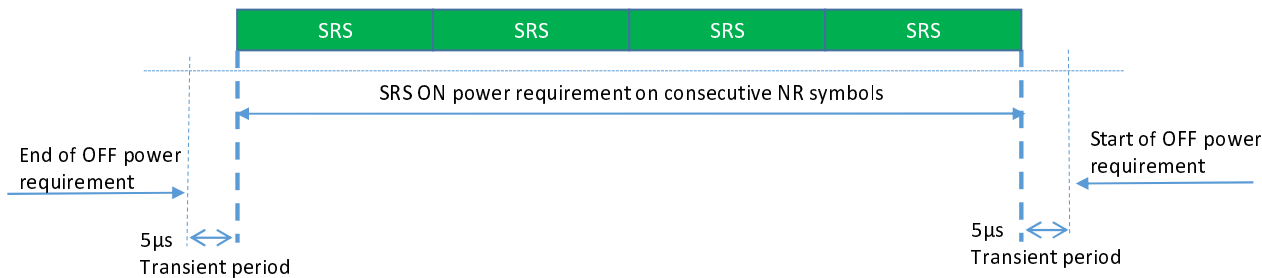 SRS SRS SRS SRS
SRS ON power requirement on consecutive NR symbols
End of OFF power
requirement
Start of OFF power
requirement
5µs
Transient period
5µs
Transient period